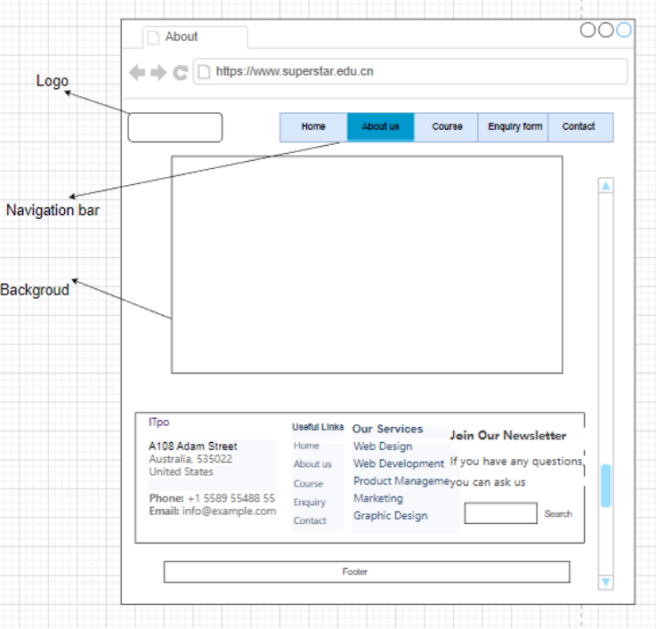 About
https://www.superstar.edu.cn
Logo
Home About us Course Enquiry form Contact
Navigation bar
Backgroud
ITpo
A108 Adam Street
Australia, 535022
United States
Phone: +1 5589 55488 55
Email: info@example.com
Useful Links
Home
About us
Course
Enquiry
Contact
Our Services
Web Design
Web Development
Product Manageme
Marketing
Graphic Design
Join Our Newsletter
If you have any questions,
you can ask us
Search
Footer